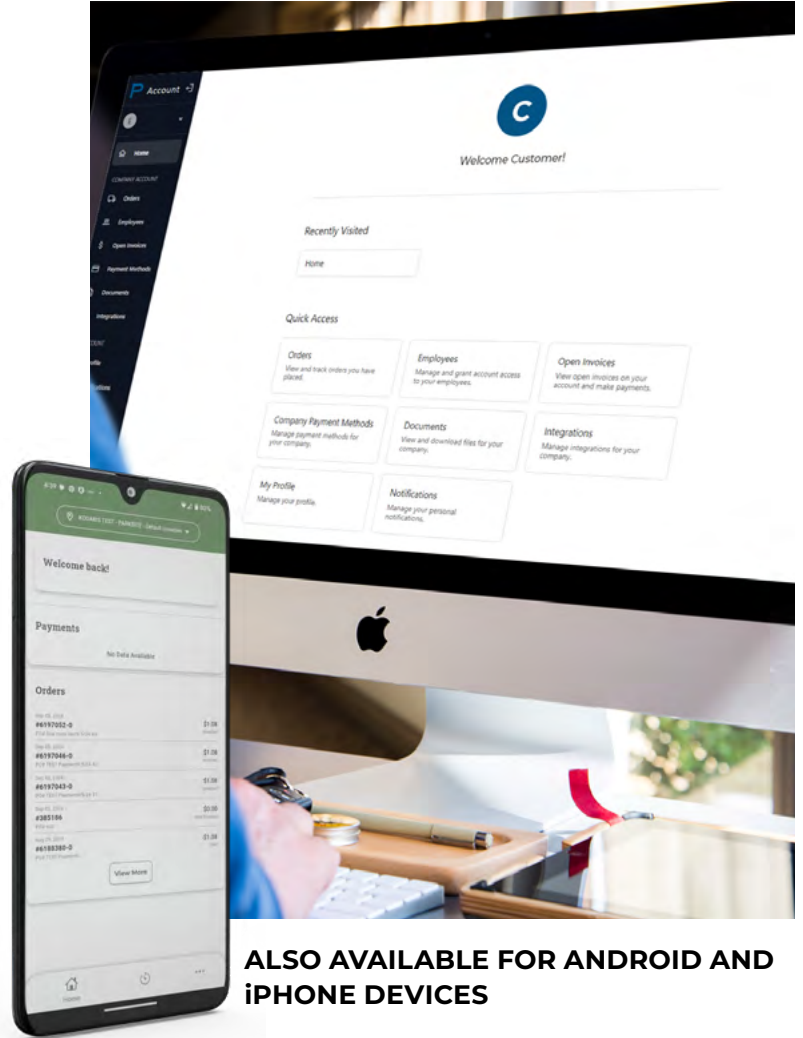 Account
Home
COMPANY ACCOUNT
Orders
Employees
Open Invoices
Payment Methods
Documents
Integrations
C
Welcome Customer!
Recently Visited
Home
Quick Access
Orders
View and track orders you have
placed.
Employees
Manage and grant account access
to your employees.
Open Invoices
View open invoices on your
account and make payments.
Company Payment Methods
Manage payment methods for
your company.
Documents
View and download files for your
company.
Integrations
Manage integrations for your
company.
My Profile
Manage your profile.
Notifications
Manage your personal
notifications.
Welcome back!
Payments
No Data Available
Orders
#6197052-0
#6197046-0
#6197043-0
#385186
#6188380-0
View More
Home
ALSO AVAILABLE FOR ANDROID AND
iPHONE DEVICES